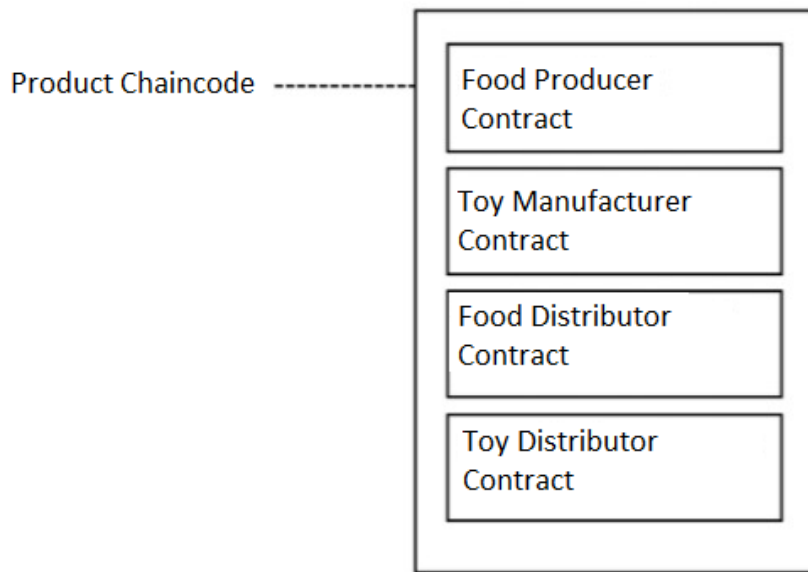 Product Chaincode
Food Producer
Contract
Toy Manufacturer
Contract
Food Distributor
Contract
Toy Distributor
Contract